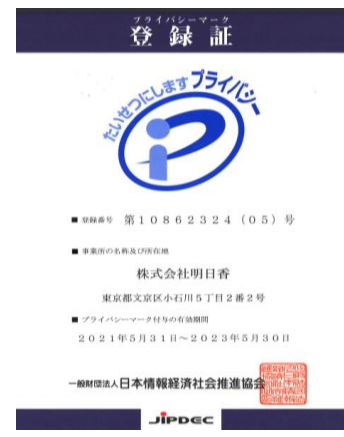 プライバシーマーク
登録証
たいせつにしますプライバシー
■ 登録番号 第10862324(05)号
■ 事業所の名称及び所在地
株式会社明日香
東京都文京区小石川5丁目2番2号
■ プライバシーマーク付与の有効期間
2021年5月31日~2023年5月30日
一般財団法人日本情報経済社会推進協会
JIPDEC